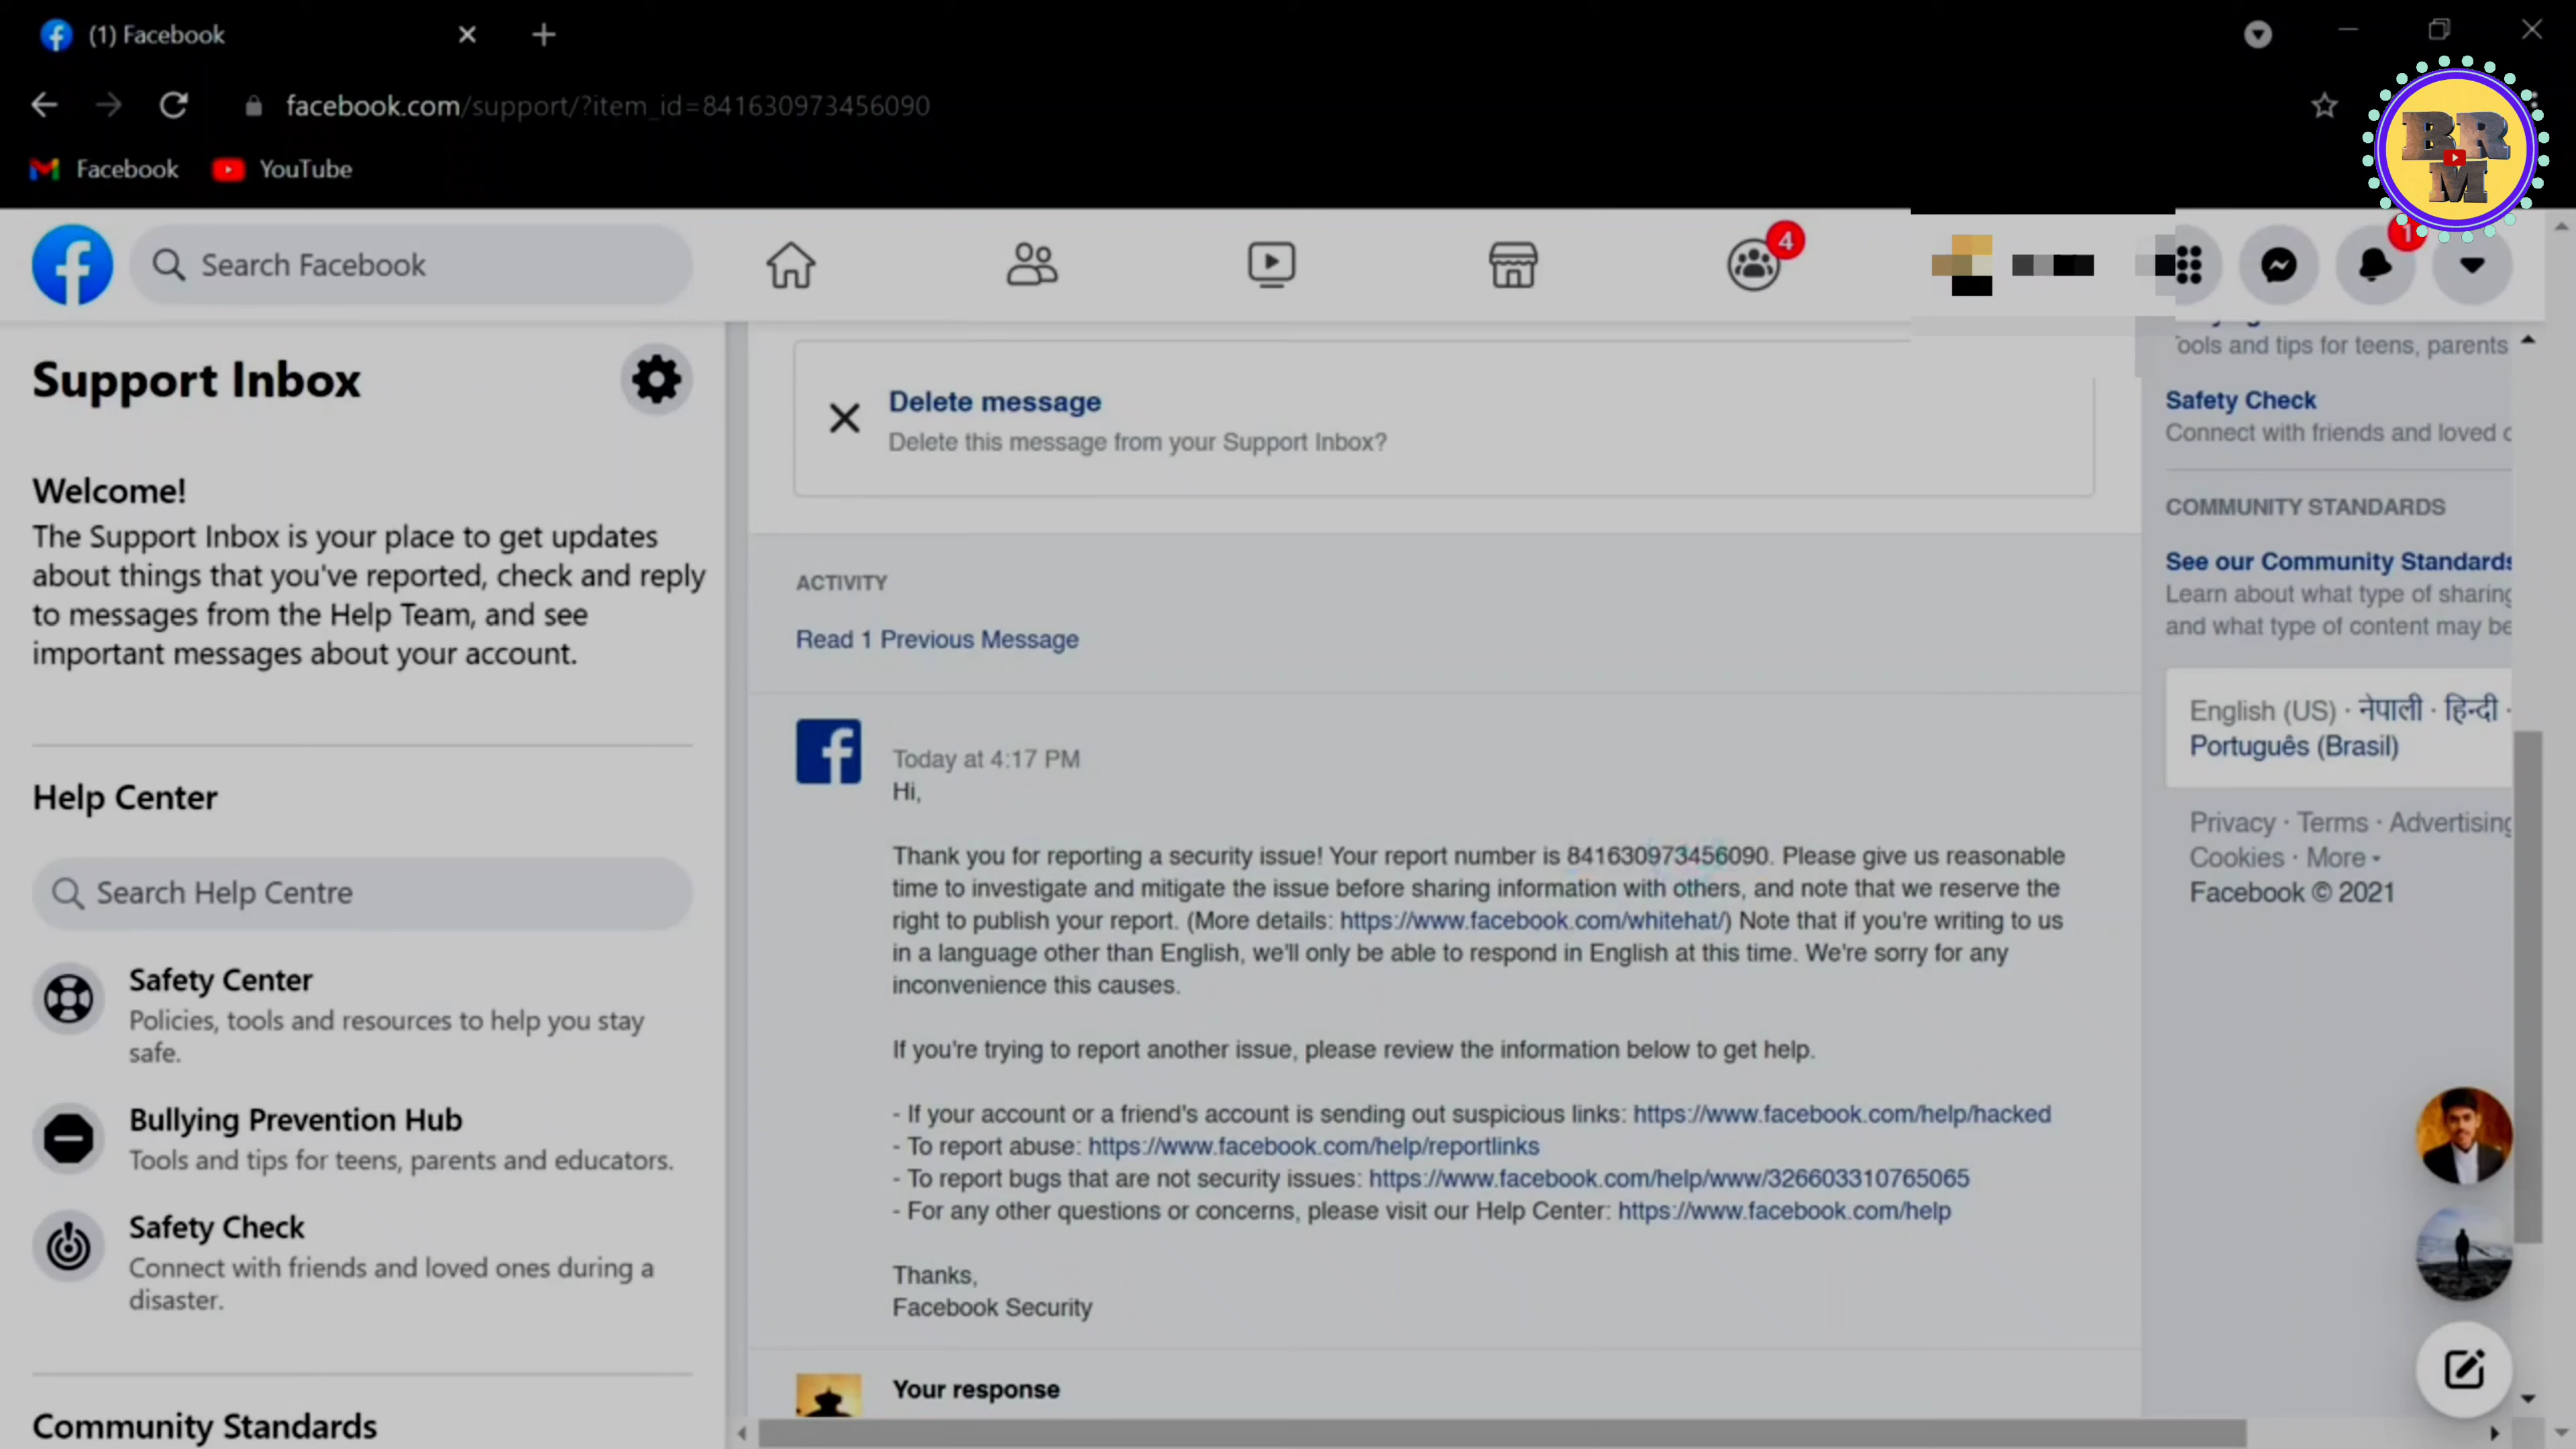 (1) Facebook
facebook.com/support/?item_id=841630973456090
Facebook YouTube
BR
M
Search Facebook
4
1
Support Inbox
Welcome!
The Support Inbox is your place to get updates
about things that you've reported, check and reply
to messages from the Help Team, and see
important messages about your account.
Help Center
Search Help Centre
Safety Center
Policies, tools and resources to help you stay
safe.
Bullying Prevention Hub
Tools and tips for teens, parents and educators.
Safety Check
Connect with friends and loved ones during a
disaster.
Community Standards
Delete message
Delete this message from your Support Inbox?
ACTIVITY
Read 1 Previous Message
Today at 4:17 PM
Hi,
Thank you for reporting a security issue! Your report number is 841630973456090. Please give us reasonable
time to investigate and mitigate the issue before sharing information with others, and note that we reserve the
right to publish your report. (More details: https://www.facebook.com/whitehat/) Note that if you're writing to us
in a language other than English, we'll only be able to respond in English at this time. We're sorry for any
inconvenience this causes.
If you're trying to report another issue, please review the information below to get help.
- If your account or a friend's account is sending out suspicious links: https://www.facebook.com/help/hacked
- To report abuse: https://www.facebook.com/help/reportlinks
- To report bugs that are not security issues: https://www.facebook.com/help/www/326603310765065
- For any other questions or concerns, please visit our Help Center: https://www.facebook.com/help
Thanks,
Facebook Security
Your response
ools and tips for teens, parents
Safety Check
Connect with friends and loved
COMMUNITY STANDARDS
See our Community Standards
Learn about what type of sharing
and what type of content may be
English (US) · नेपाली · हिन्दी ·
Português (Brasil)
Privacy · Terms · Advertising
Cookies · More
Facebook © 2021